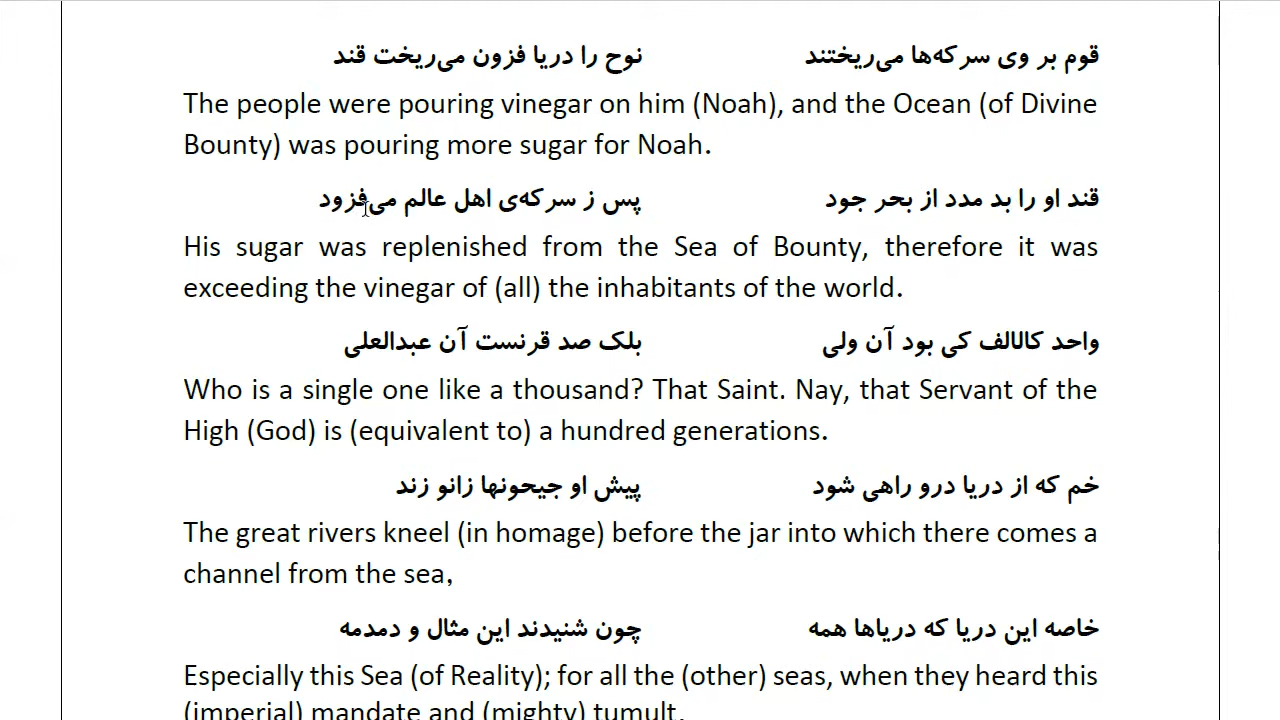 قوم بر وی سرکه‌ها می‌ریختند نوح را دریا فزون می‌ریخت قند
The people were pouring vinegar on him (Noah), and the Ocean (of Divine
Bounty) was pouring more sugar for Noah.
قند او را بد مدد از بحر جود پس ز سرکه‌ی اهل عالم می‌فزود
His sugar was replenished from the Sea of Bounty, therefore it was
exceeding the vinegar of (all) the inhabitants of the world.
واحد کالالف کی بود آن ولی بلک صد قرنست آن عبدالعلی
Who is a single one like a thousand? That Saint. Nay, that Servant of the
High (God) is (equivalent to) a hundred generations.
خم که از دریا درو راهی شود پیش او جیحونها زانو زند
The great rivers kneel (in homage) before the jar into which there comes a
channel from the sea,
خاصه این دریا که دریاها همه چون شنیدند این مثال و دمدمه
Especially this Sea (of Reality); for all the (other) seas, when they heard this
(imperial) mandate and (mighty) tumult,